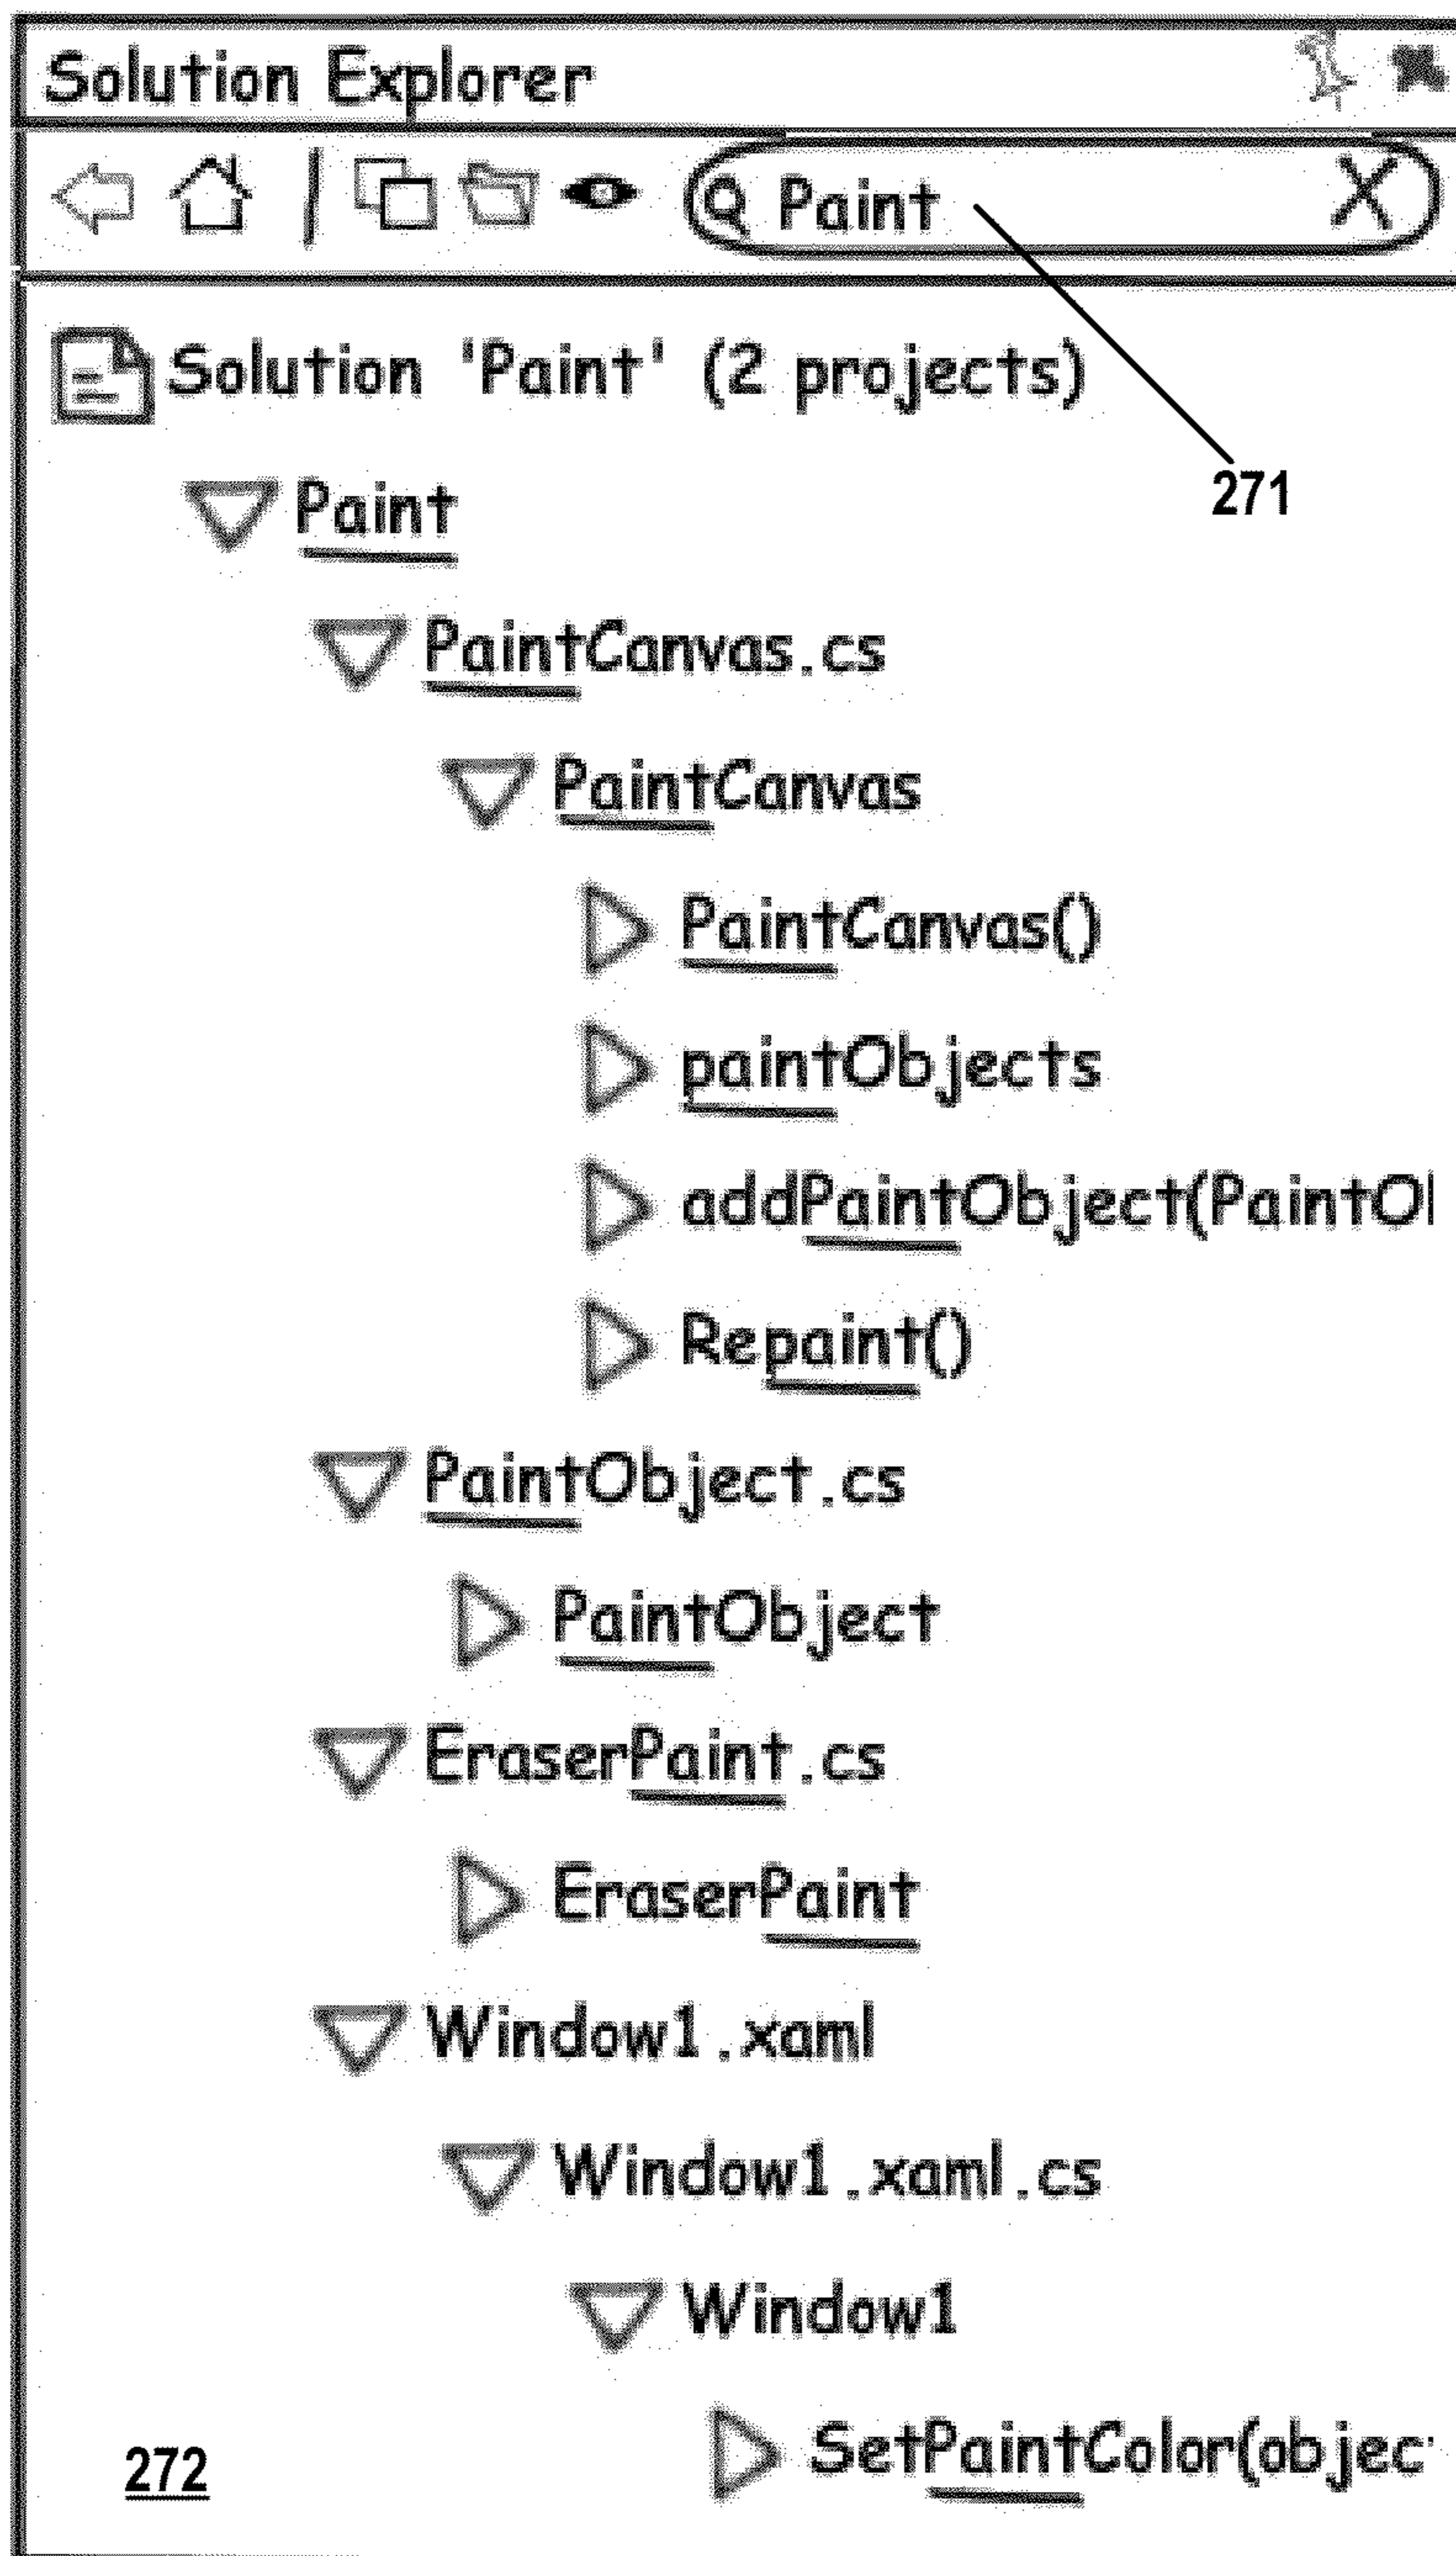 Solution Explorer
Paint
Solution 'Paint' (2 projects)
271
Paint
PaintCanvas.cs
PaintCanvas
PaintCanvas()
paintObjects
addPaintObject(PaintO
Repaint()
PaintObject.cs
PaintObject
EraserPaint.cs
EraserPaint
Window1.xaml
Window1.xaml.cs
Window1
SetPaintColor(objec
272